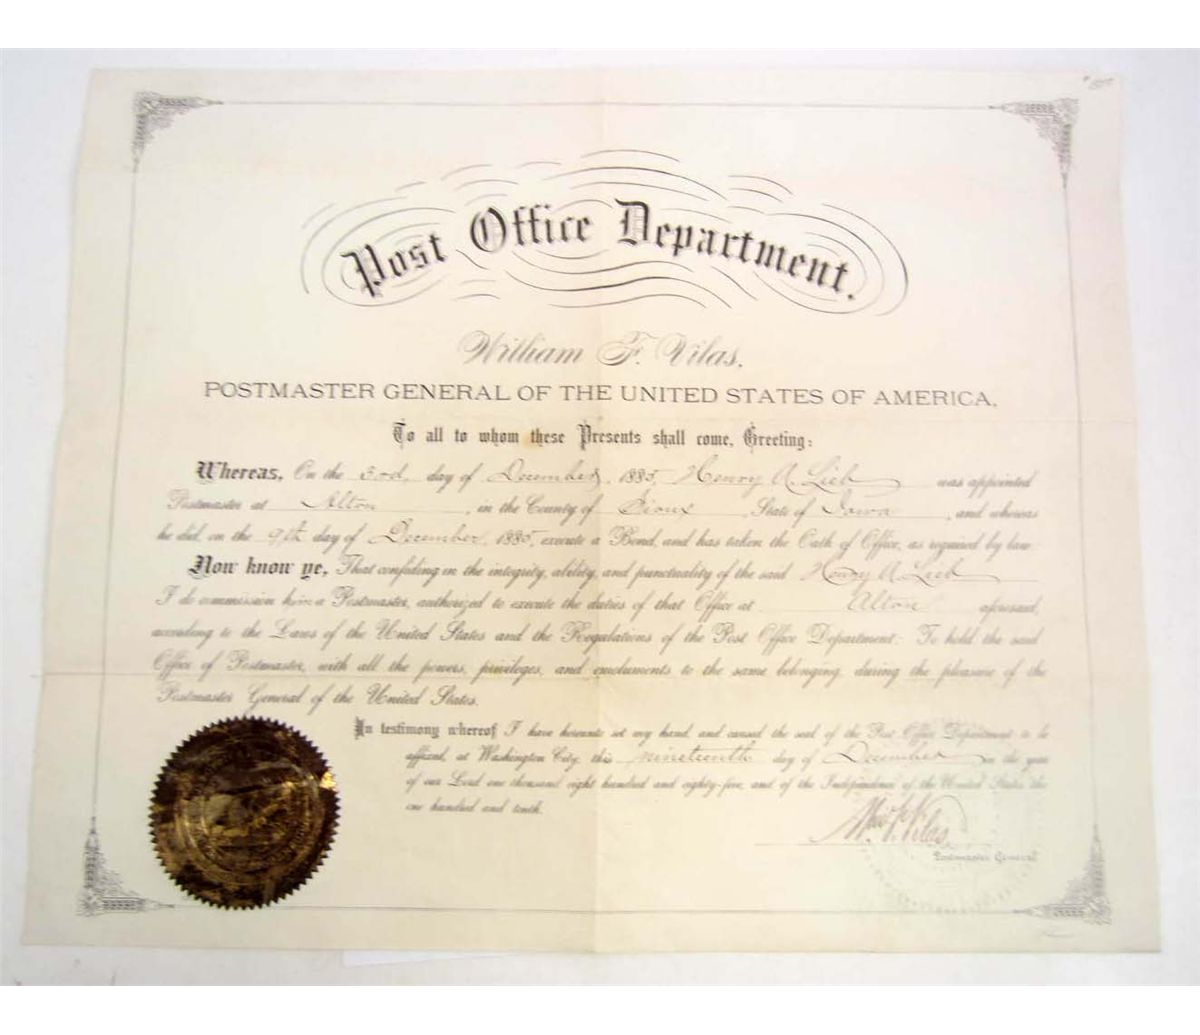 Post Office Department.
William F. Vilas,
POSTMASTER GENERAL OF THE UNITED STATES OF AMERICA.
To all to whom these Presents shall come, Greeting:
Whereas, On the 3rd day of December, 1885, Henry A. Lieb was appointed
Postmaster at Alton, in the County of Sioux, State of Iowa, and whereas
he did on the 9th day of December, 1885, execute a Bond, and has taken the Oath of Office, as required by law:
Now know ye, That confiding in the integrity, ability, and punctuality of the said Henry A. Lieb
I do commission him a Postmaster, authorized to execute the duties of that Office at Alton aforesaid,
according to the Laws of the United States and the Regulations of the Post Office Department: To hold the said
Office of Postmaster, with all the powers, privileges, and emoluments to the same belonging, during the pleasure of the
Postmaster General of the United States.
In testimony whereof I have hereunto set my hand, and caused the seal of the Post Office Department to be
affixed, at Washington City, this nineteenth day of December in the year
of our Lord one thousand eight hundred and eighty-five, and of the Independence of the United States the
one hundred and tenth.
Wm. F. Vilas
Postmaster General